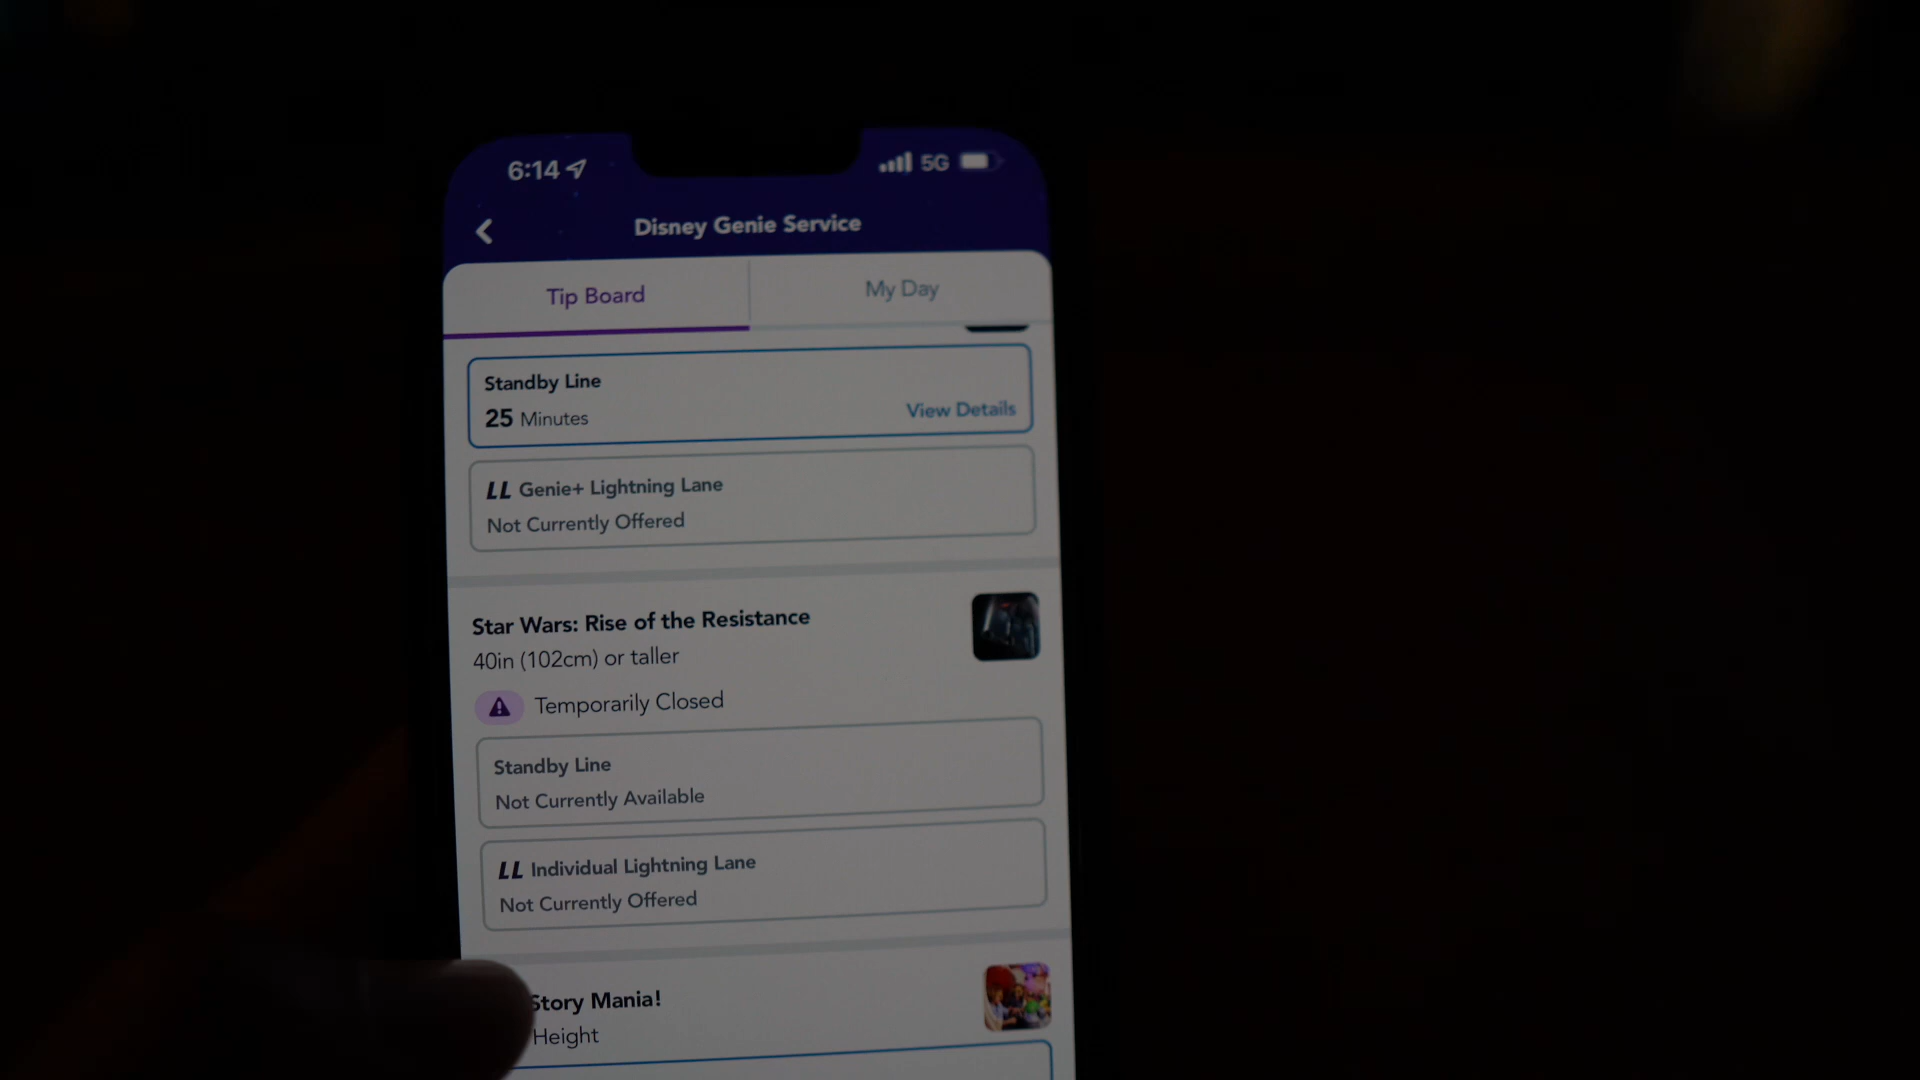 6:14
5G
Disney Genie Service
Tip Board
My Day
Standby Line
25 Minutes
View Details
LL Genie+ Lightning Lane
Not Currently Offered
Star Wars: Rise of the Resistance
40in (102cm) or taller
Temporarily Closed
Standby Line
Not Currently Available
LL Individual Lightning Lane
Not Currently Offered
Story Mania!
Height